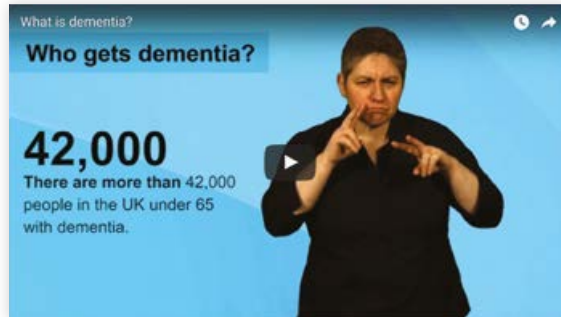 What is dementia?
Who gets dementia?
42,000
There are more than 42,000
people in the UK under 65
with dementia.